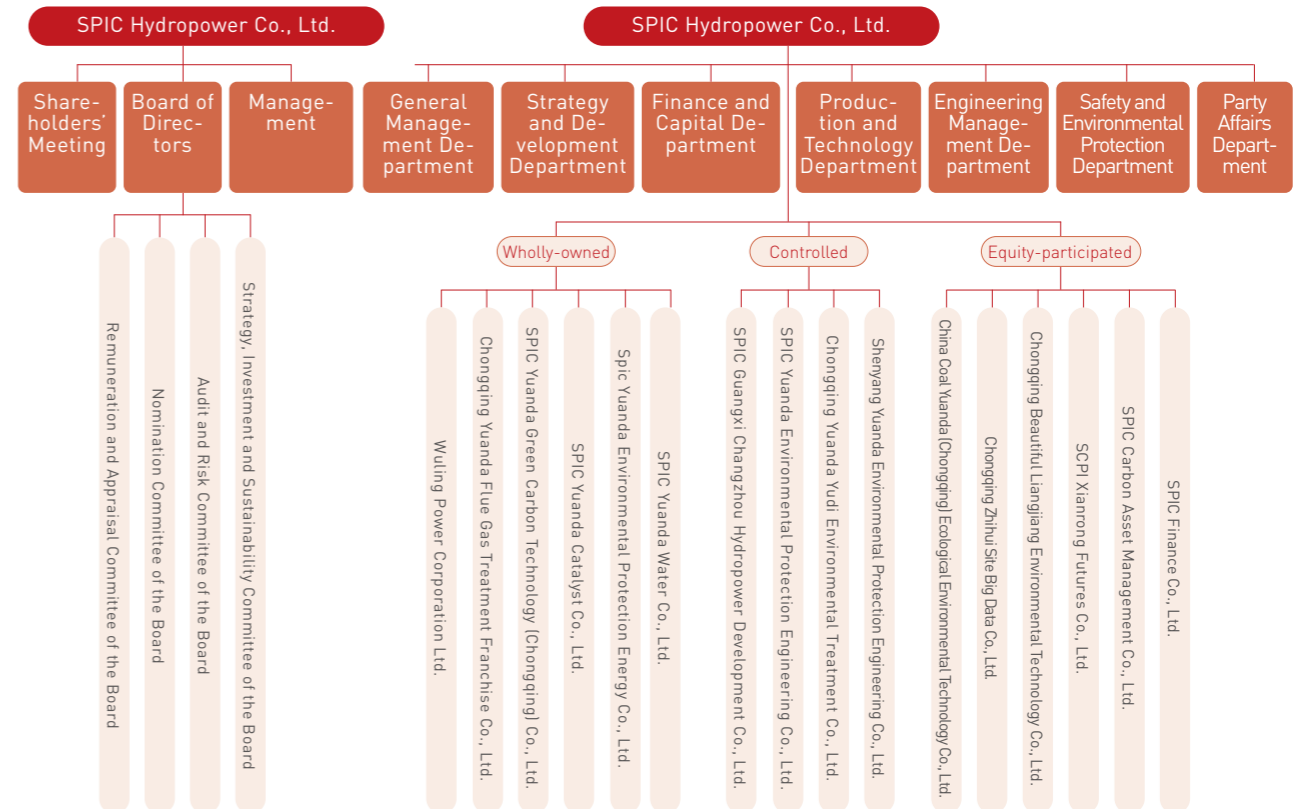 SPIC Hydropower Co., Ltd.
Share-
holders'
Meeting
Board of
Direc-
tors
Manage-
ment
Remuneration and Appraisal Committee of the Board
Nomination Committee of the Board
Audit and Risk Committee of the Board
Strategy, Investment and Sustainability Committee of the Board
SPIC Hydropower Co., Ltd.
General
Manage-
ment De-
partment
Strategy
and De-
velopment
Department
Finance and
Capital De-
partment
Produc-
tion and
Technology
Department
Engineering
Manage-
ment De-
partment
Safety and
Environmental
Protection
Department
Party
Affairs
Depart-
ment
Wholly-owned
Wuling Power Corporation Ltd.
Chongqing Yuanda Flue Gas Treatment Franchise Co., Ltd.
SPIC Yuanda Green Carbon Technology (Chongqing) Co., Ltd.
SPIC Yuanda Catalyst Co., Ltd.
Spic Yuanda Environmental Protection Energy Co., Ltd.
SPIC Yuanda Water Co., Ltd.
Controlled
SPIC Guangxi Changzhou Hydropower Development Co., Ltd.
SPIC Yuanda Environmental Protection Engineering Co., Ltd.
Chongqing Yuanda Yudi Environmental Treatment Co., Ltd.
Shenyang Yuanda Environmental Protection Engineering Co., Ltd.
Equity-participated
China Coal Yuanda (Chongqing) Ecological Environmental Technology Co., Ltd.
Chongqing Zhihui Site Big Data Co., Ltd.
Chongqing Beautiful Liangjiang Environmental Technology Co., Ltd.
SCPI Xianrong Futures Co., Ltd.
SPIC Carbon Asset Management Co., Ltd.
SPIC Finance Co., Ltd.